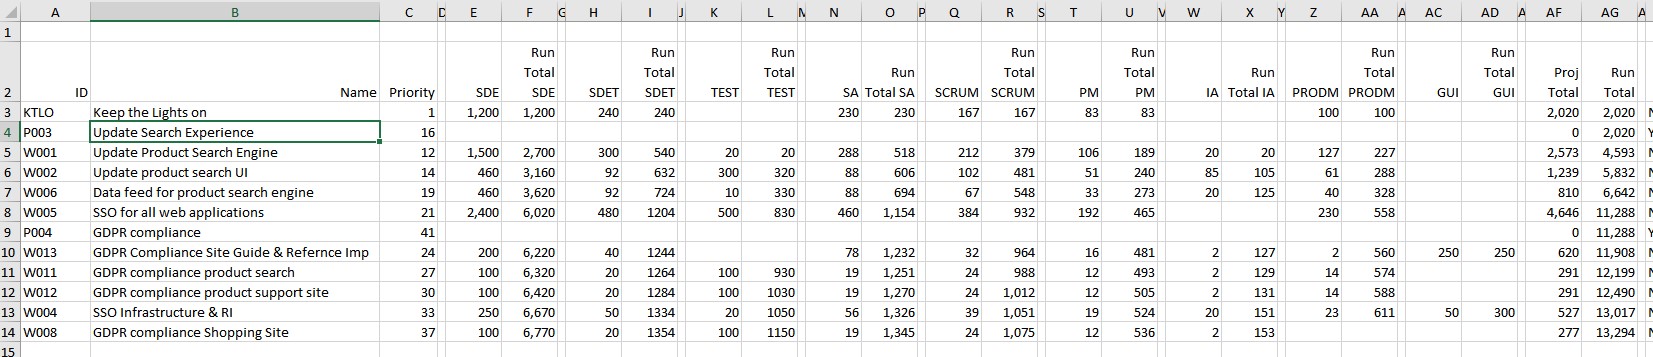 A B C D E F G H I J K L M N O P Q R S T U V W X Y Z AA A AC AD A AF AG A
1
2 ID Name Priority SDE Run Total SDE SDET Run Total SDET TEST Run Total TEST SA Run Total SA SCRUM Run Total SCRUM PM Run Total PM IA Run Total IA PRODM Run Total PRODM GUI Run Total GUI Proj Total Run Total
3 KTLO Keep the Lights on 1 1,200 1,200 240 240 230 230 167 167 83 83 100 100 2,020 2,020 N
4 P003 Update Search Experience 16 0 2,020 Y
5 W001 Update Product Search Engine 12 1,500 2,700 300 540 20 20 288 518 212 379 106 189 20 20 127 227 2,573 4,593 N
6 W002 Update product search UI 14 460 3,160 92 632 300 320 88 606 102 481 51 240 85 105 61 288 1,239 5,832 N
7 W006 Data feed for product search engine 19 460 3,620 92 724 10 330 88 694 67 548 33 273 20 125 40 328 810 6,642 N
8 W005 SSO for all web applications 21 2,400 6,020 480 1204 500 830 460 1,154 384 932 192 465 230 558 4,646 11,288 N
9 P004 GDPR compliance 41 0 11,288 Y
10 W013 GDPR Compliance Site Guide & Refernce Imp 24 200 6,220 40 1244 78 1,232 32 964 16 481 2 127 2 560 250 250 620 11,908 N
11 W011 GDPR compliance product search 27 100 6,320 20 1264 100 930 19 1,251 24 988 12 493 2 129 14 574 291 12,199 N
12 W012 GDPR compliance product support site 30 100 6,420 20 1284 100 1030 19 1,270 24 1,012 12 505 2 131 14 588 291 12,490 N
13 W004 SSO Infrastructure & RI 33 250 6,670 50 1334 20 1050 56 1,326 39 1,051 19 524 20 151 23 611 50 300 527 13,017 N
14 W008 GDPR compliance Shopping Site 37 100 6,770 20 1354 100 1150 19 1,345 24 1,075 12 536 2 153 277 13,294 N
15